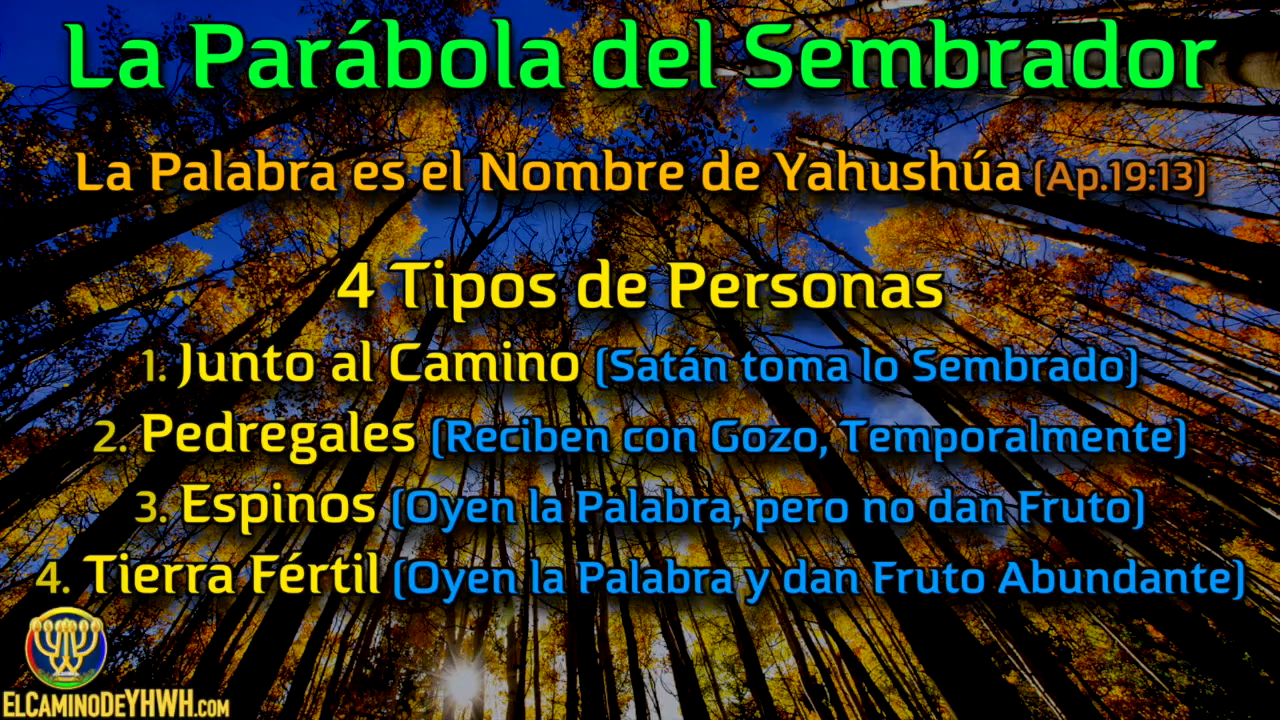 La Parábola del Sembrador
La Palabra es el Nombre de Yahushúa (Ap.19:13)
4 Tipos de Personas
1. Junto al Camino (Satán toma lo Sembrado)
2. Pedregales (Reciben con Gozo, Temporalmente)
3. Espinos (Oyen la Palabra, pero no dan Fruto)
4. Tierra Fértil (Oyen la Palabra y dan Fruto Abundante)
ElCaminoDeYHWH.com